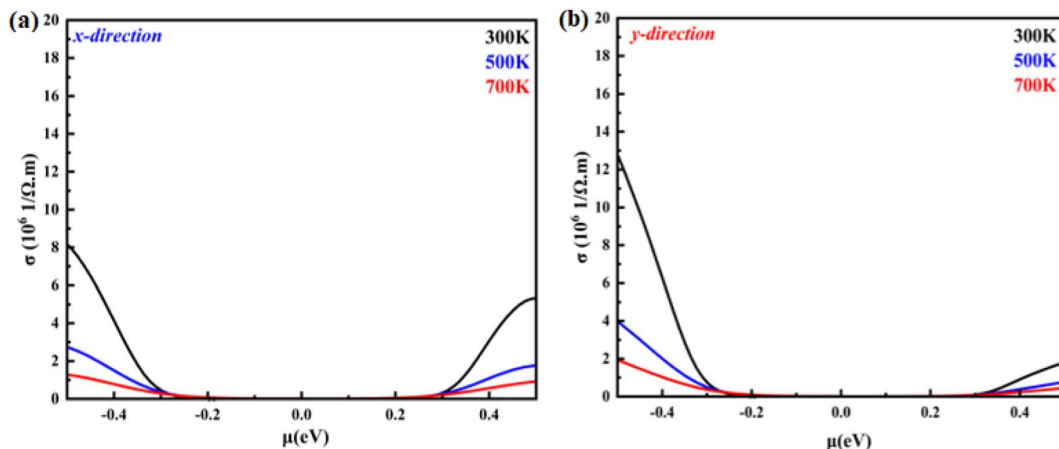 (a)
x-direction
300K
500K
700K
20
18
16
14
12
10
8
6
4
2
0
σ (10⁶ 1/Ω.m)
-0.4
-0.2
0.0
0.2
0.4
μ(eV)
(b)
y-direction
300K
500K
700K
20
18
16
14
12
10
8
6
4
2
0
σ (10⁶ 1/Ω.m)
-0.4
-0.2
0.0
0.2
0.4
μ(eV)